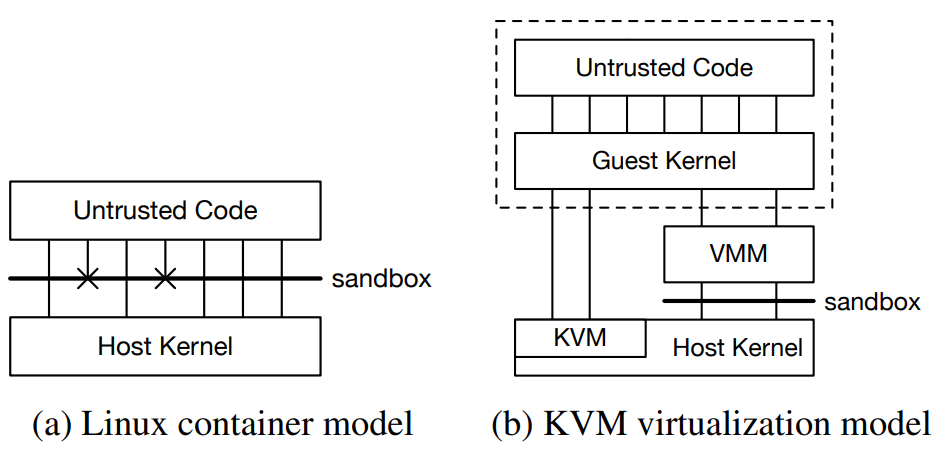 Untrusted Code
sandbox
Host Kernel
(a) Linux container model
Untrusted Code
Guest Kernel
VMM
sandbox
KVM
Host Kernel
(b) KVM virtualization model